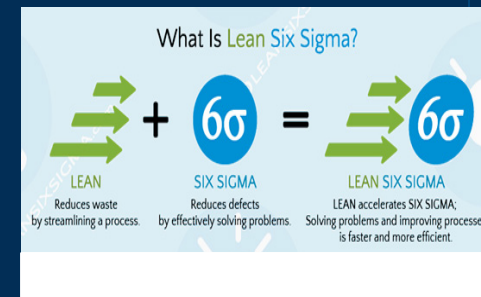 What Is Lean Six Sigma?
+ 6σ = 6σ
LEAN
Reduces waste
by streamlining a process.
SIX SIGMA
Reduces defects
by effectively solving problems.
LEAN SIX SIGMA
LEAN accelerates SIX SIGMA;
Solving problems and improving processe
is faster and more efficient.